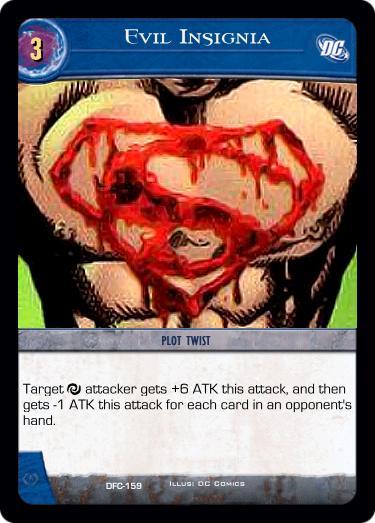 3
EVIL INSIGNIA
DC
PLOT TWIST
Target attacker gets +6 ATK this attack, and then
gets -1 ATK this attack for each card in an opponent's
hand.
DFC-159
ILLUS: DC COMICS